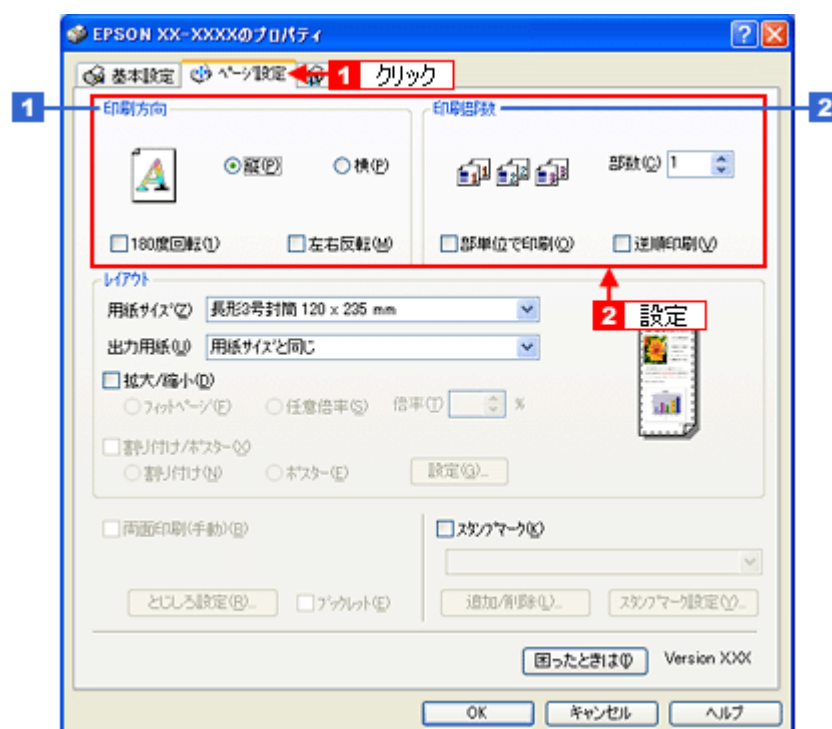 EPSON XX-XXXXのプロパティ
基本設定
ページ設定
1 クリック
1
印刷方向
印刷部数
2
縦(P)
横(P)
部数(C) 1
180度回転(1)
左右反転(M)
部単位で印刷(O)
逆順印刷(V)
2 設定
レイアウト
用紙サイズ(Z) 長形3号封筒 120 x 235 mm
出力用紙(U) 用紙サイズと同じ
拡大/縮小(D)
フィットページ(F) 任意倍率(S) 倍率(T) %
割り付け/ポスター(X)
割り付け(N) ポスター(E) 設定(G)...
両面印刷(手動)(B)
スタンプマーク(K)
とじしろ設定(R)... ブックレット(E)
追加/削除(L)... スタンプマーク設定(Y)...
困ったときは(I) Version X.XX
OK キャンセル ヘルプ